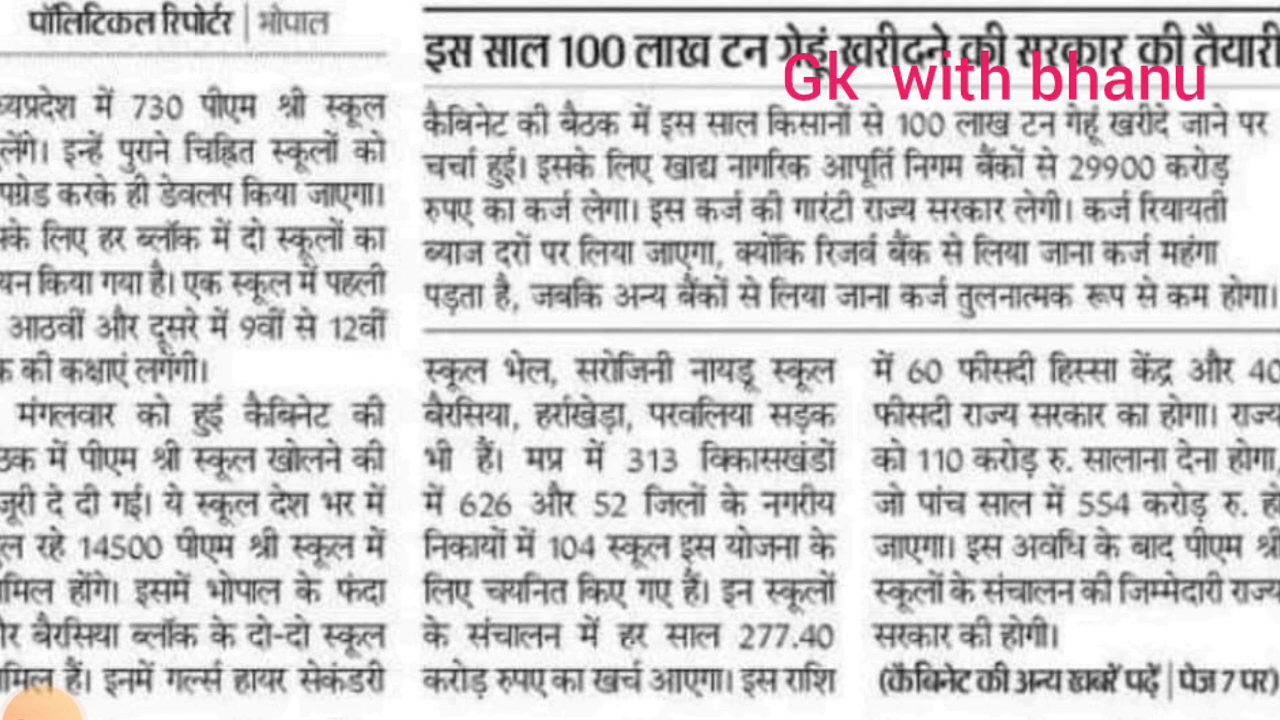 पॉलिटिकल रिपोर्टर | भोपाल
ध्यप्रदेश में 730 पीएम श्री स्कूल
लेंगे। इन्हें पुराने चिह्नित स्कूलों को
पग्रेड करके ही डेवलप किया जाएगा।
के लिए हर ब्लॉक में दो स्कूलों का
यन किया गया है। एक स्कूल में पहली
आठवीं और दूसरे में 9वीं से 12वीं
क की कक्षाएं लगेंगी।
मंगलवार को हुई कैबिनेट की
ठक में पीएम श्री स्कूल खोलने की
जूरी दे दी गई। ये स्कूल देश भर में
ल रहे 14500 पीएम श्री स्कूल में
मिल होंगे। इसमें भोपाल के फंदा
र बैरसिया ब्लॉक के दो-दो स्कूल
मिल हैं। इनमें गर्ल्स हायर सेकंडरी
इस साल 100 लाख टन गेहूं खरीदने की सरकार की तैयारी
Gk with bhanu
कैबिनेट की बैठक में इस साल किसानों से 100 लाख टन गेहूं खरीदे जाने पर
चर्चा हुई। इसके लिए खाद्य नागरिक आपूर्ति निगम बैंकों से 29900 करोड़
रुपए का कर्ज लेगा। इस कर्ज की गारंटी राज्य सरकार लेगी। कर्ज रियायती
ब्याज दरों पर लिया जाएगा, क्योंकि रिजर्व बैंक से लिया जाना कर्ज महंगा
पड़ता है, जबकि अन्य बैंकों से लिया जाना कर्ज तुलनात्मक रूप से कम होगा।
स्कूल भेल, सरोजिनी नायडू स्कूल
बैरसिया, हर्राखेड़ा, परवलिया सड़क
भी हैं। मप्र में 313 विकासखंडों
में 626 और 52 जिलों के नगरीय
निकायों में 104 स्कूल इस योजना के
लिए चयनित किए गए हैं। इन स्कूलों
के संचालन में हर साल 277.40
करोड़ रुपए का खर्च आएगा। इस राशि
में 60 फीसदी हिस्सा केंद्र और 40
फीसदी राज्य सरकार का होगा। राज्य
को 110 करोड़ रु. सालाना देना होगा,
जो पांच साल में 554 करोड़ रु. हो
जाएगा। इस अवधि के बाद पीएम श्री
स्कूलों के संचालन की जिम्मेदारी राज्य
सरकार की होगी।
(कैबिनेट की अन्य खबरें पढ़ें | पेज 7 पर)